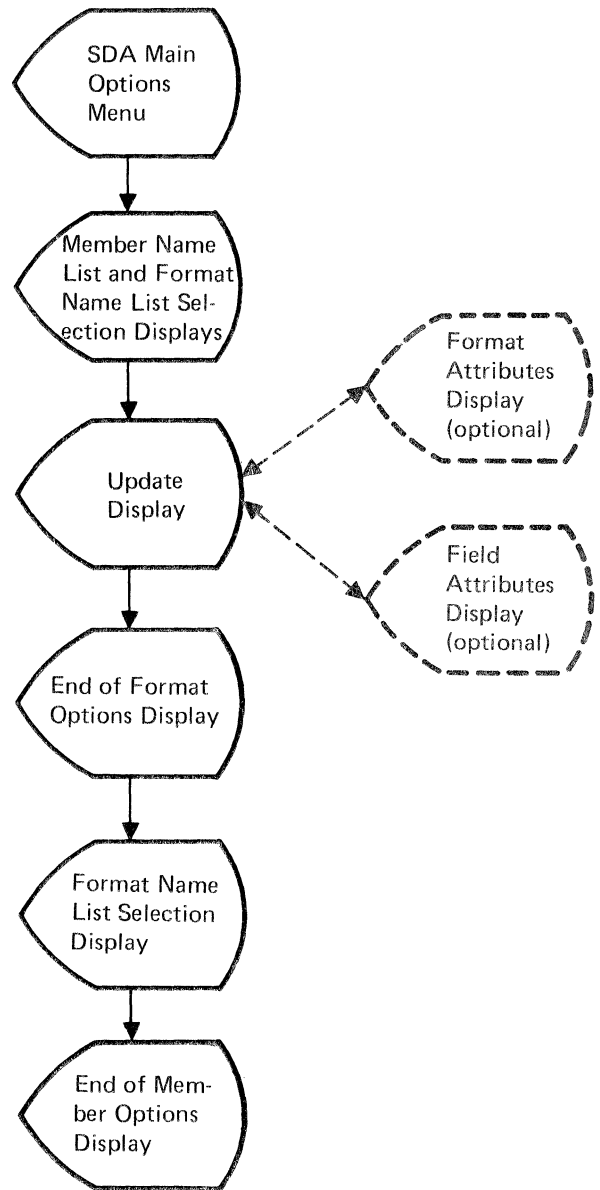 SDA Main
Options
Menu
Member Name
List and Format
Name List Sel-
ection Displays
Update
Display
Format
Attributes
Display
(optional)
Field
Attributes
Display
(optional)
End of Format
Options Display
Format Name
List Selection
Display
End of Mem-
ber Options
Display